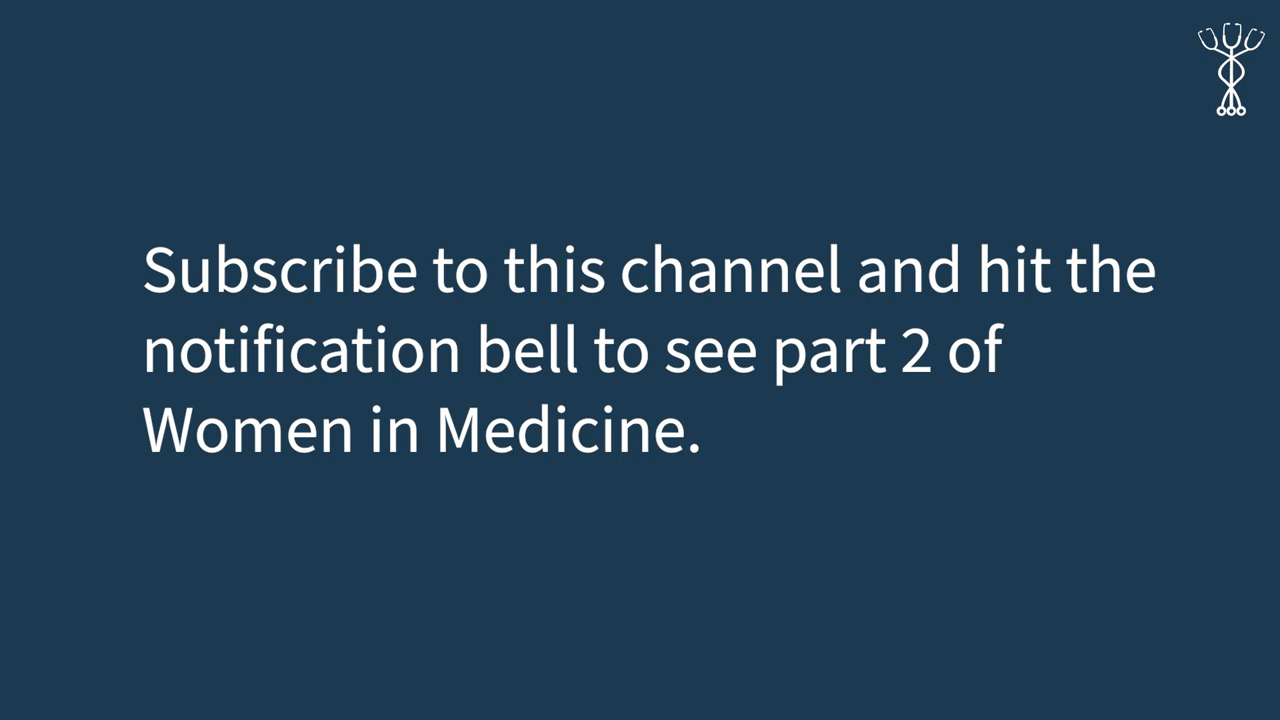 Subscribe to this channel and hit the
notification bell to see part 2 of
Women in Medicine.